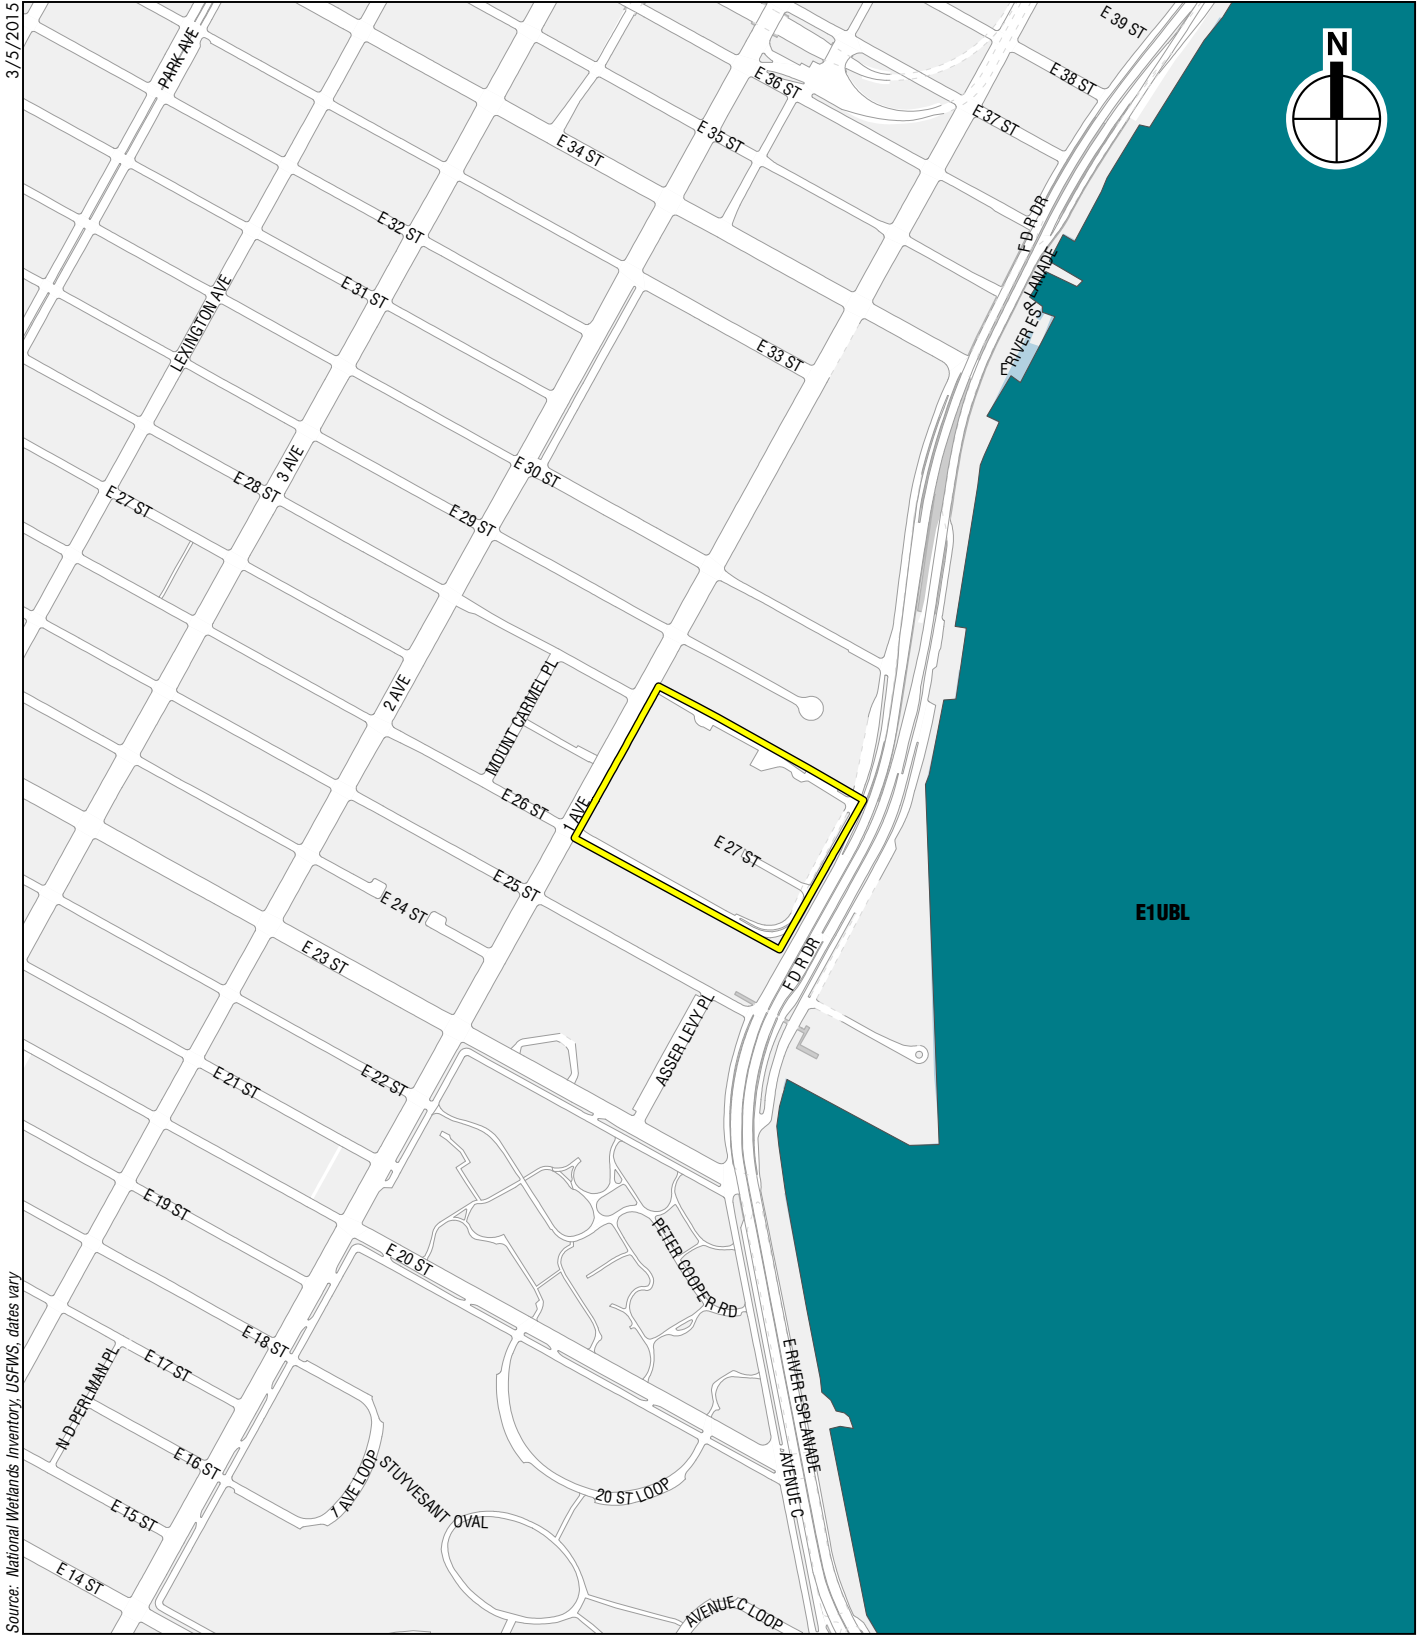 3/5/2015
E 39 ST
N
PARK AVE
E 38 ST
E 36 ST
E 37 ST
E 35 ST
E 34 ST
F D R DR
E 32 ST
E RIVER ESPLANADE
E 31 ST
LEXINGTON AVE
E 33 ST
3 AVE
E 30 ST
E 28 ST
E 27 ST
E 29 ST
2 AVE
MOUNT CARMEL PL
E 26 ST
1 AVE
E 27 ST
E 25 ST
E 24 ST
E1UBL
E 23 ST
F D R DR
ASSER LEVY PL
E 22 ST
E 21 ST
E 19 ST
PETER COOPER RD
E 20 ST
E 18 ST
E 17 ST
N D PERLMAN PL
E RIVER ESPLANADE
E 16 ST
1 AVE LOOP
STUYVESANT OVAL
20 ST LOOP
AVENUE C
E 15 ST
E 14 ST
AVENUE C LOOP
Source: National Wetlands Inventory, USFWS, dates vary